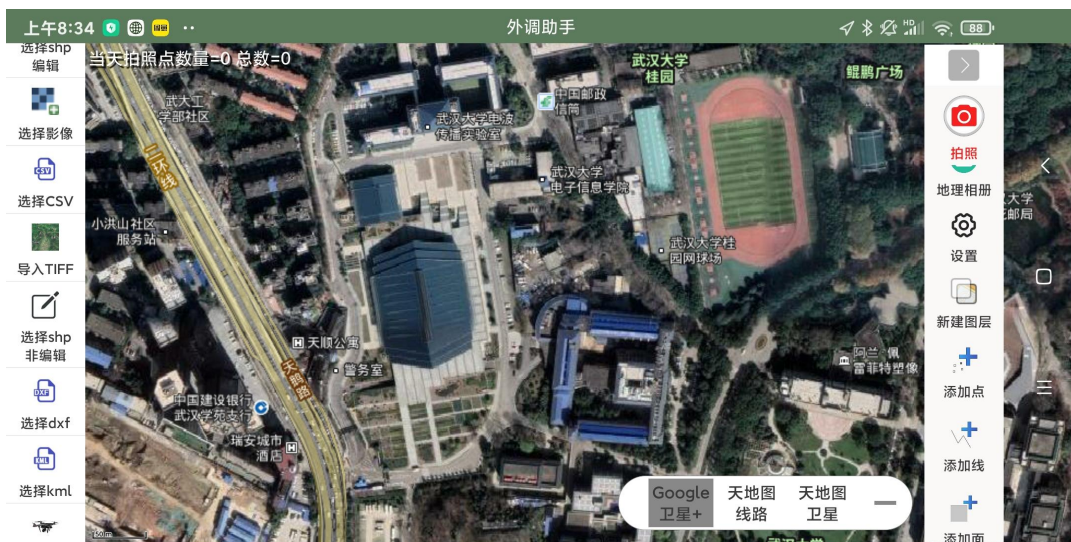 上午8:34
外调助手
HD
88
选择shp
编辑
选择影像
CSV
选择CSV
导入TIFF
选择shp
非编辑
DXF
选择dxf
KML
选择kml
当天拍照点数量=0 总数=0
武汉大学
桂园
鲲鹏广场
中国邮政
信筒
武大工
学部社区
武汉大学电波
传播实验室
二环线
武汉大学
电子信息学院
小洪山社区
服务站
武汉大学桂
园网球场
H 天顺公寓
警务室
天鹅路
中国建设银行
武汉学苑支行
瑞安城市
酒店 H
阿兰·佩
雷菲特塑像
Google
卫星+
天地图
线路
天地图
卫星
50m
拍照
地理相册
设置
新建图层
添加点
添加线
添加面
大学
邮局